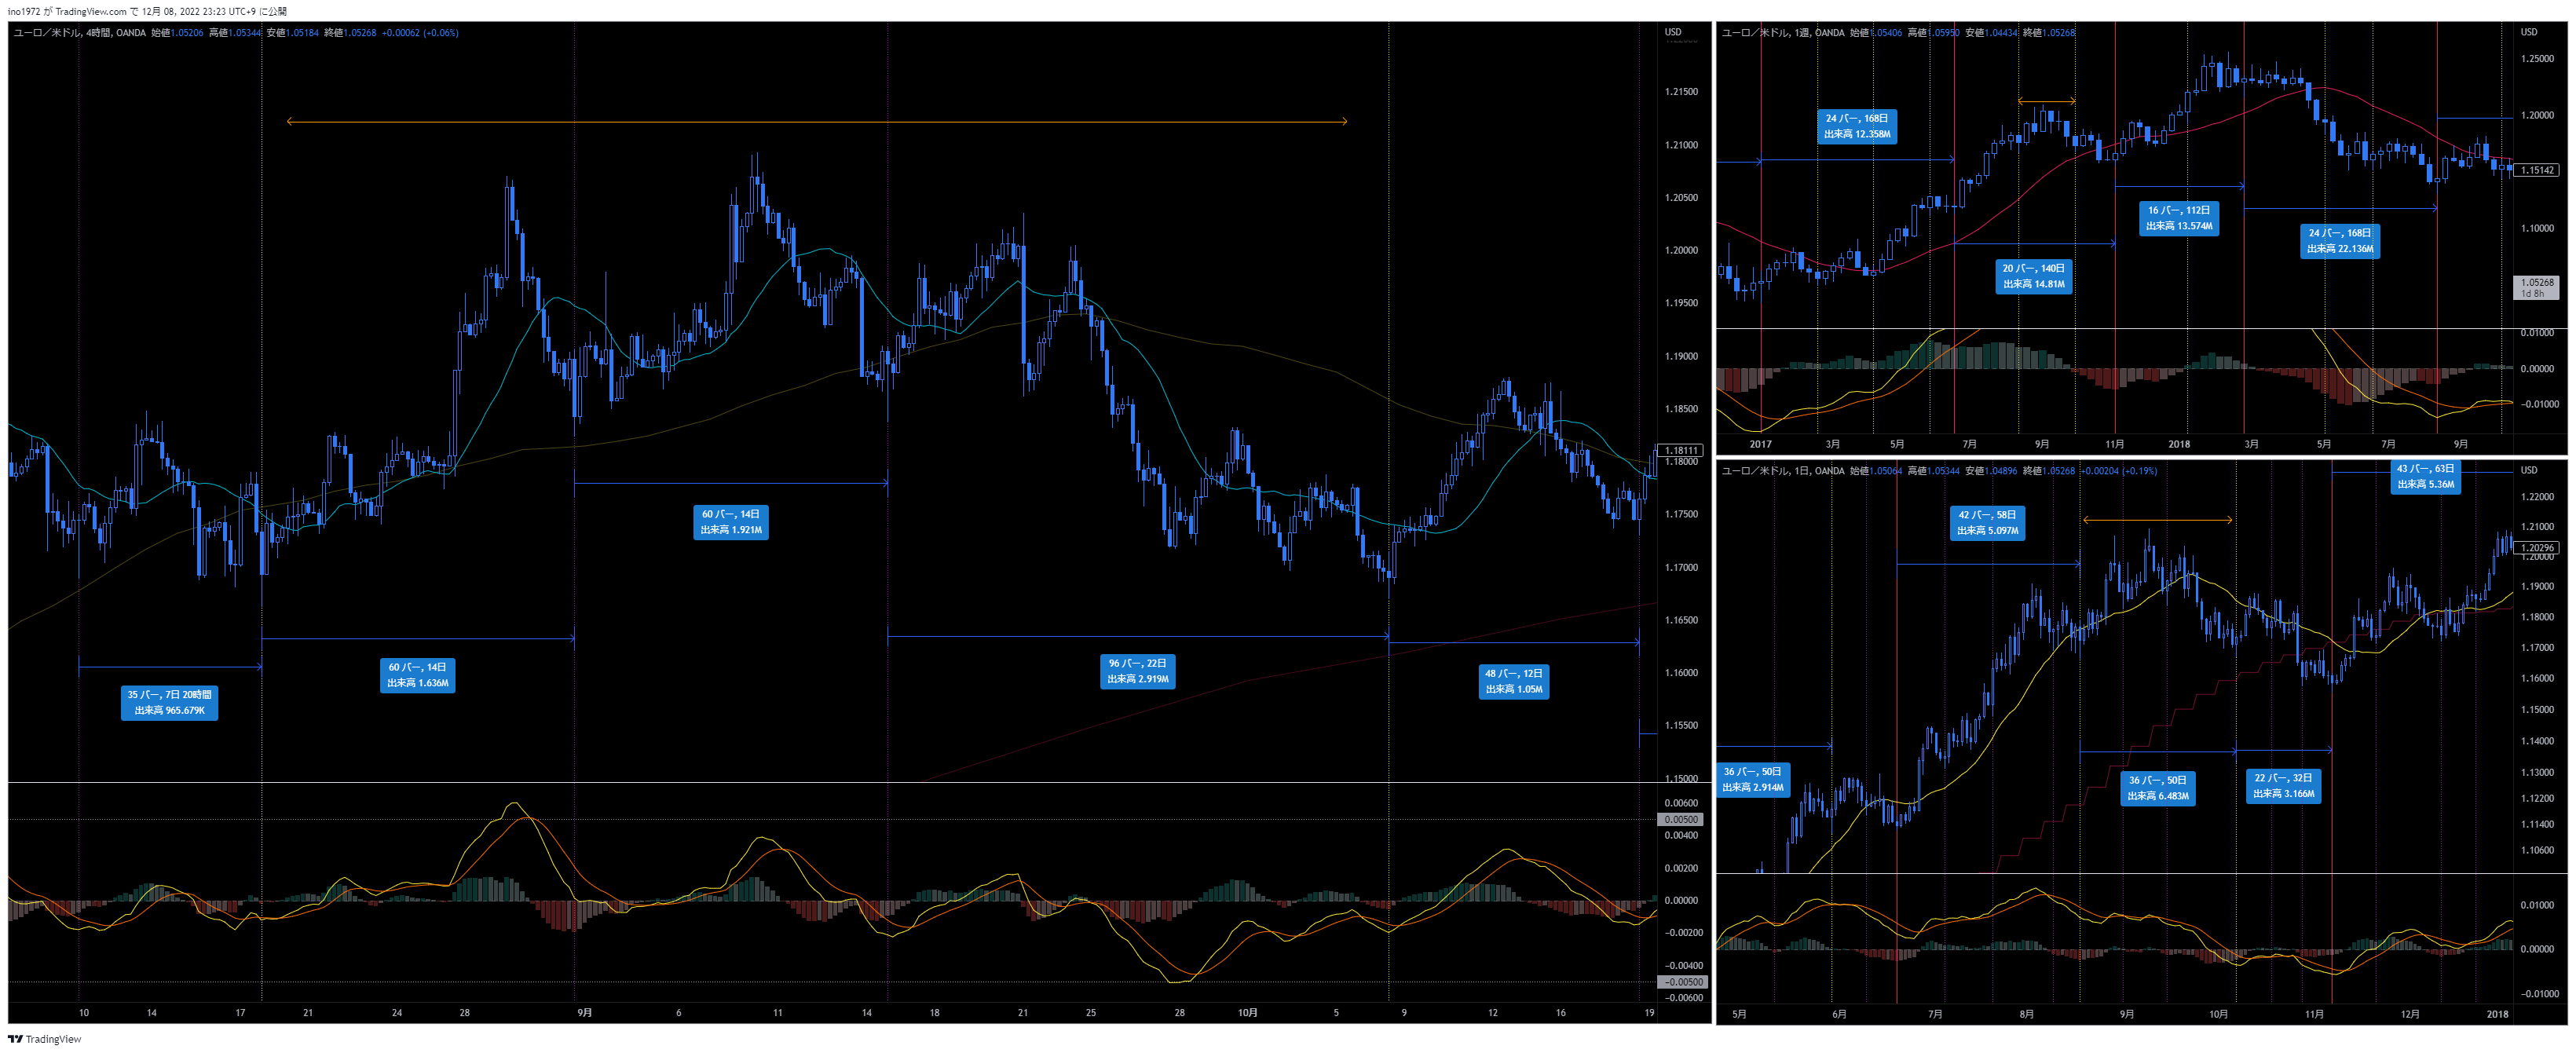 ino1972 が TradingView.com で 12月 08, 2022 23:23 UTC+9 に公開
ユーロ／米ドル, 4時間, OANDA 始値1.05206 高値1.05344 安値1.05184 終値1.05268 +0.00062 (+0.06%)
USD
1.21500
1.21000
1.20500
1.20000
1.19500
1.19000
1.18500
1.18111
1.18000
1.17500
1.17000
1.16500
1.16000
1.15500
1.15000
60 バー, 14日
出来高 1.921M
60 バー, 14日
出来高 1.636M
96 バー, 22日
出来高 2.919M
48 バー, 12日
出来高 1.05M
35 バー, 7日 20時間
出来高 965.679K
0.00600
0.00500
0.00400
0.00200
0.00000
−0.00200
−0.00400
−0.00500
−0.00600
10 14 17 21 24 28 9月 6 11 14 18 21 25 28 10月 5 9 12 16 19
ユーロ／米ドル, 1週, OANDA 始値1.05406 高値1.05950 安値1.04434 終値1.05268
USD
1.25000
1.20000
1.15142
1.10000
1.05268
1d 8h
24 バー, 168日
出来高 12.358M
16 バー, 112日
出来高 13.574M
24 バー, 168日
出来高 22.136M
20 バー, 140日
出来高 14.81M
0.01000
0.00000
−0.01000
2017 3月 5月 7月 9月 11月 2018 3月 5月 7月 9月
ユーロ／米ドル, 1日, OANDA 始値1.05064 高値1.05344 安値1.04896 終値1.05268 +0.00204 (+0.19%)
USD
43 バー, 63日
出来高 5.36M
42 バー, 58日
出来高 5.097M
36 バー, 50日
出来高 2.914M
36 バー, 50日
出来高 6.483M
22 バー, 32日
出来高 3.166M
1.22000
1.21000
1.20296
1.20000
1.19000
1.18000
1.17000
1.16000
1.15000
1.14000
1.13000
1.12200
1.11400
1.10600
0.01000
0.00000
−0.01000
5月 6月 7月 8月 9月 10月 11月 12月 2018
TradingView